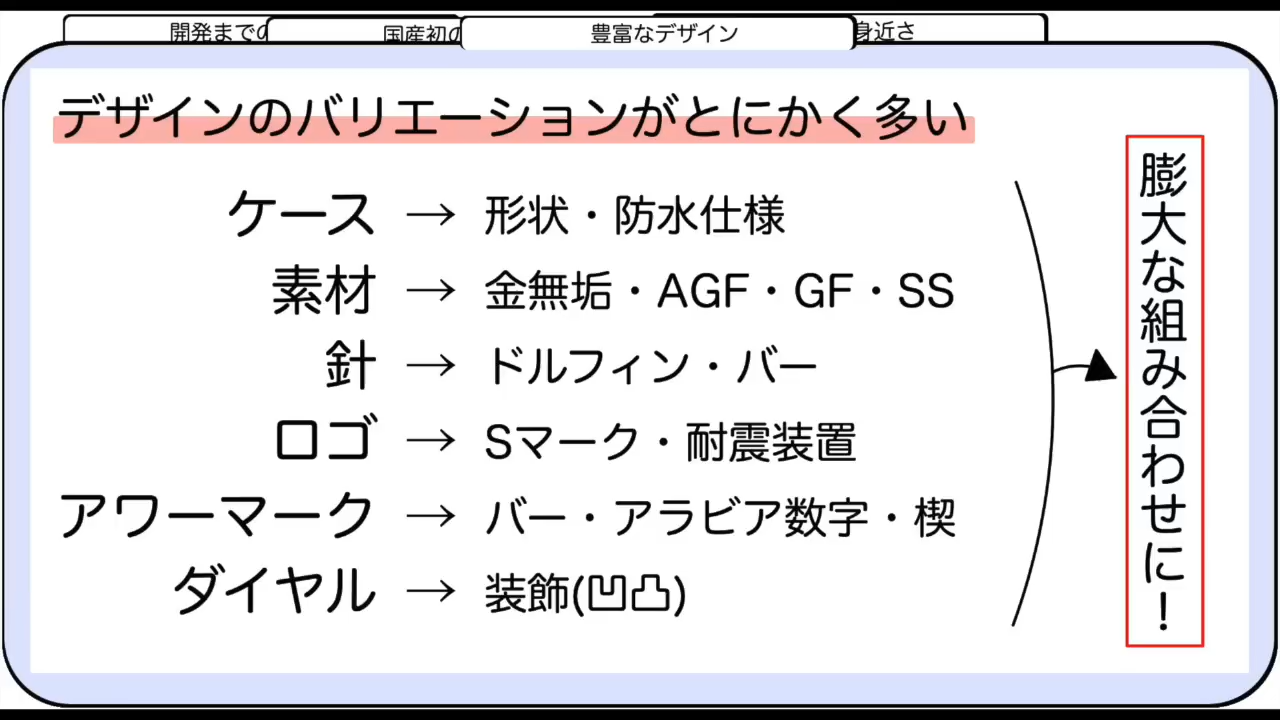 開発までの
国産初の
豊富なデザイン
身近さ
デザインのバリエーションがとにかく多い
ケース → 形状・防水仕様
素材 → 金無垢・AGF・GF・SS
針 → ドルフィン・バー
ロゴ → Sマーク・耐震装置
アワーマーク → バー・アラビア数字・楔
ダイヤル → 装飾(凹凸)
膨大な組み合わせに!